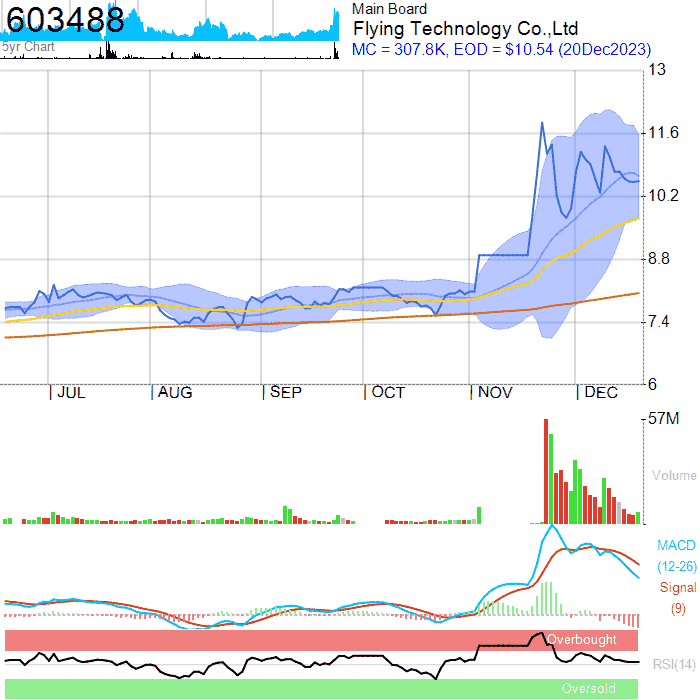 603488
5yr Chart
Main Board
Flying Technology Co.,Ltd
MC = 307.8K, EOD = $10.54 (20Dec2023)
13
11.6
10.2
8.8
7.4
6
JUL AUG SEP OCT NOV DEC
57M
Volume
MACD
(12-26)
Signal
(9)
Overbought
RSI(14)
Oversold